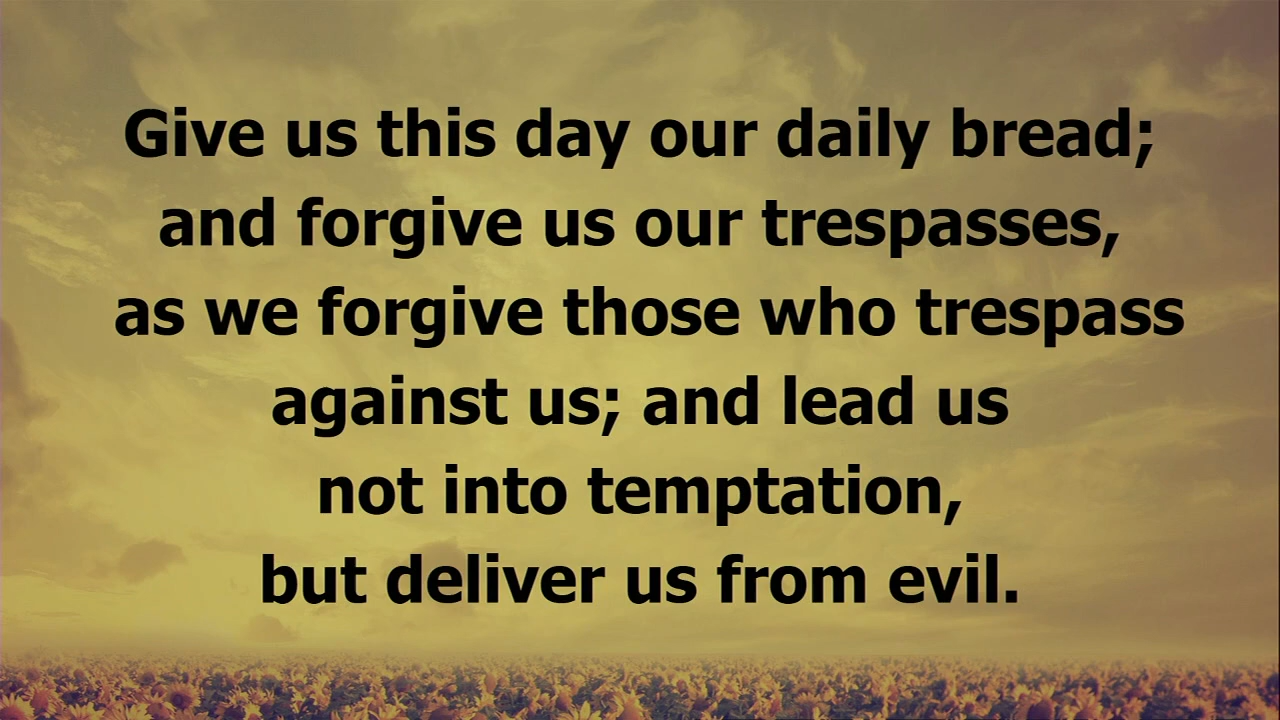 Give us this day our daily bread;
and forgive us our trespasses,
as we forgive those who trespass
against us; and lead us
not into temptation,
but deliver us from evil.